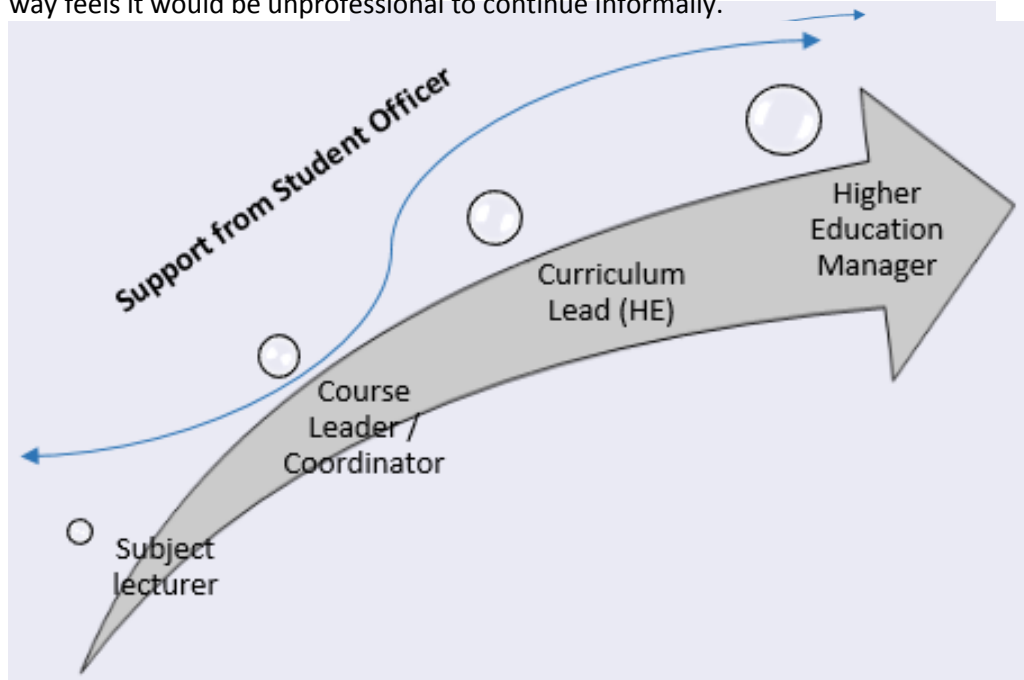 way feels it would be unprofessional to continue informally.
Support from Student Officer
Higher
Education
Manager
Curriculum
Lead (HE)
Course
Leader /
Coordinator
Subject
lecturer